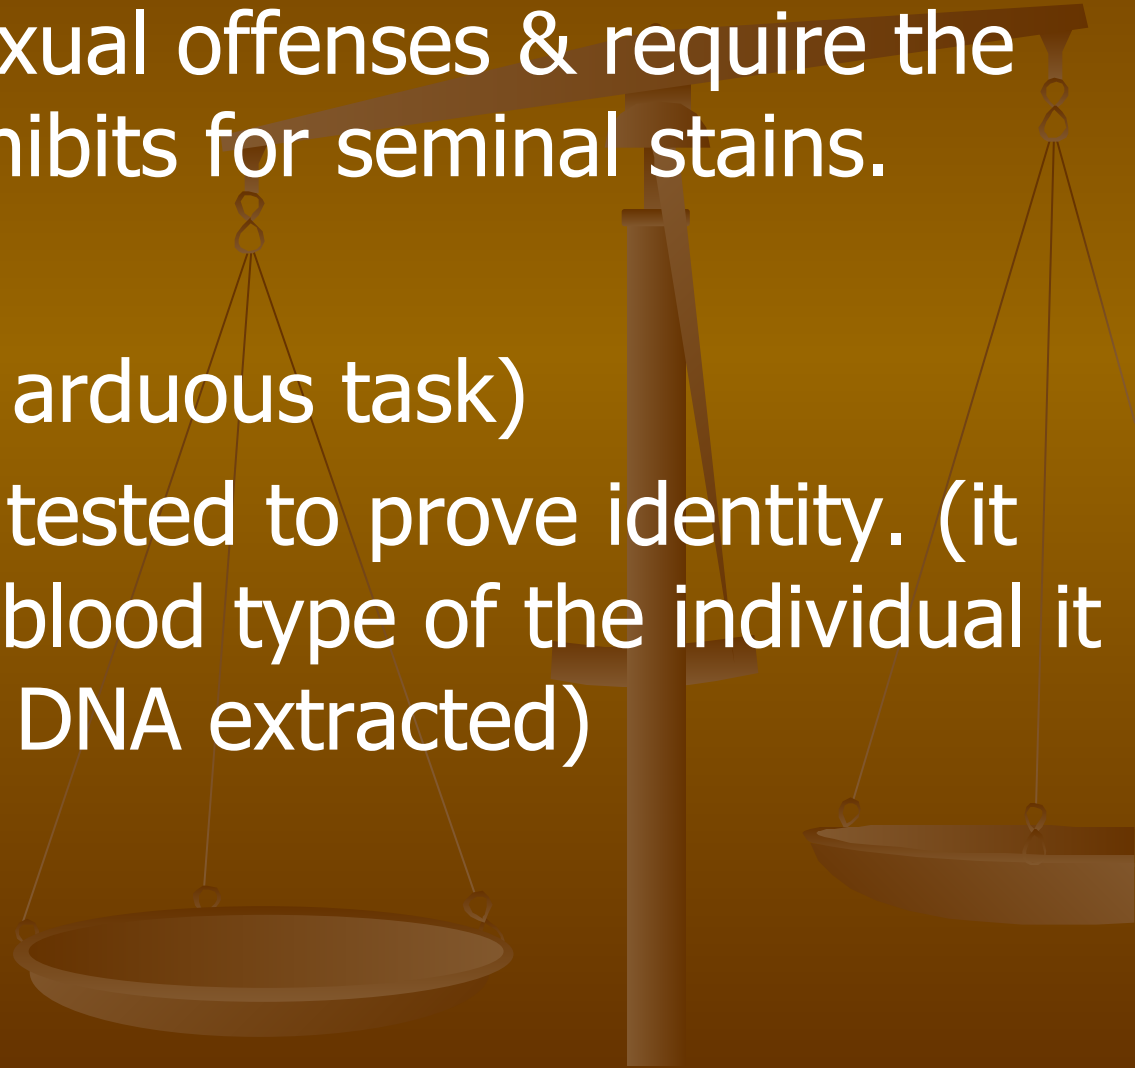 xual offenses & require the
hibits for seminal stains.
arduous task)
tested to prove identity. (it
blood type of the individual it
DNA extracted)